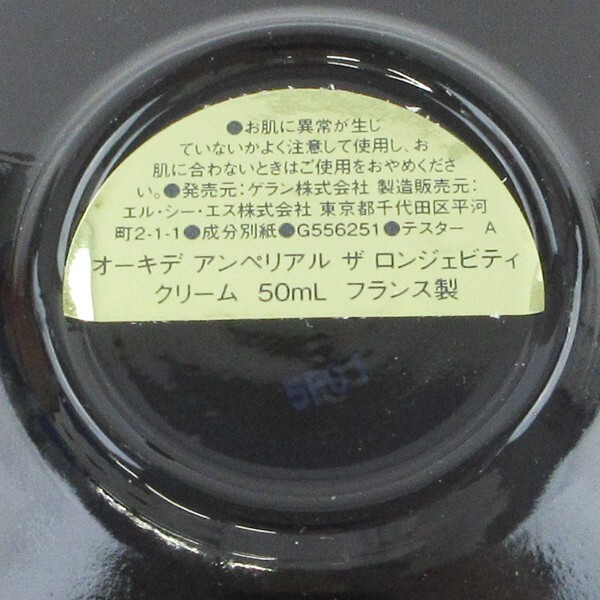 ●お肌に異常が生じ
ていないかよく注意して使用し、お
肌に合わないときはご使用をおやめくださ
い。●発売元:ゲラン株式会社 製造販売元:
エル・シー・エス株式会社 東京都千代田区平河
町2-1-1●成分別紙●G556251●テスター A
オーキデ アンペリアル ザ ロンジェビティ
クリーム 50mL フランス製